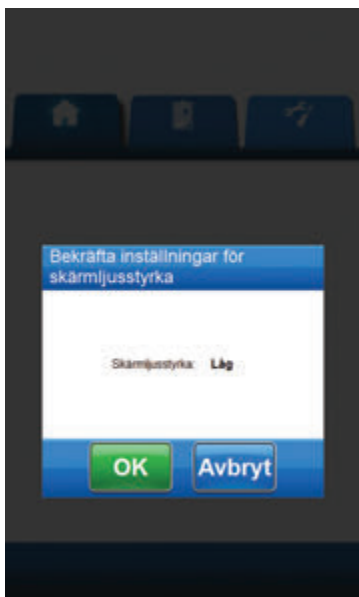 Bekräfta inställningar för
skärmljusstyrka
Skärmljusstyrka: Låg
OK Avbryt